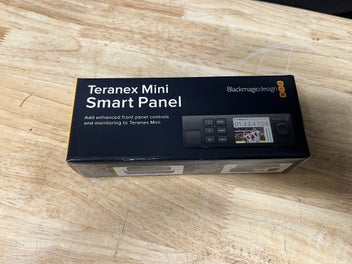 Teranex Mini
Smart Panel
Blackmagicdesign
Add enhanced front panel controls
and monitoring to Teranex Mini